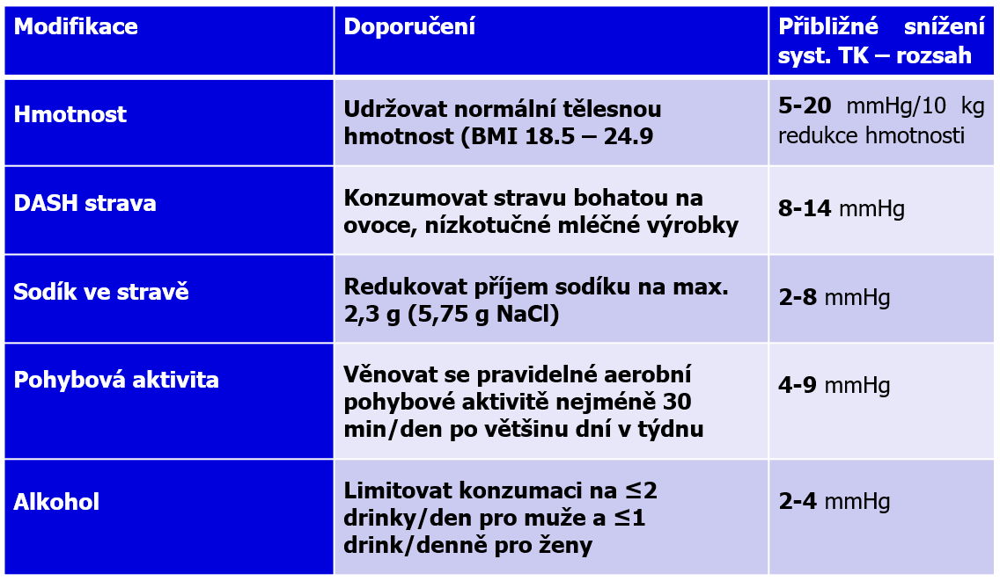 Modifikace
Doporučení
Přibližné snížení
syst. TK – rozsah
Hmotnost
Udržovat normální tělesnou
hmotnost (BMI 18.5 – 24.9
5-20 mmHg/10 kg
redukce hmotnosti
DASH strava
Konzumovat stravu bohatou na
ovoce, nízkotučné mléčné výrobky
8-14 mmHg
Sodík ve stravě
Redukovat příjem sodíku na max.
2,3 g (5,75 g NaCl)
2-8 mmHg
Pohybová aktivita
Věnovat se pravidelné aerobní
pohybové aktivitě nejméně 30
min/den po většinu dní v týdnu
4-9 mmHg
Alkohol
Limitovat konzumaci na ≤2
drinky/den pro muže a ≤1
drink/denně pro ženy
2-4 mmHg